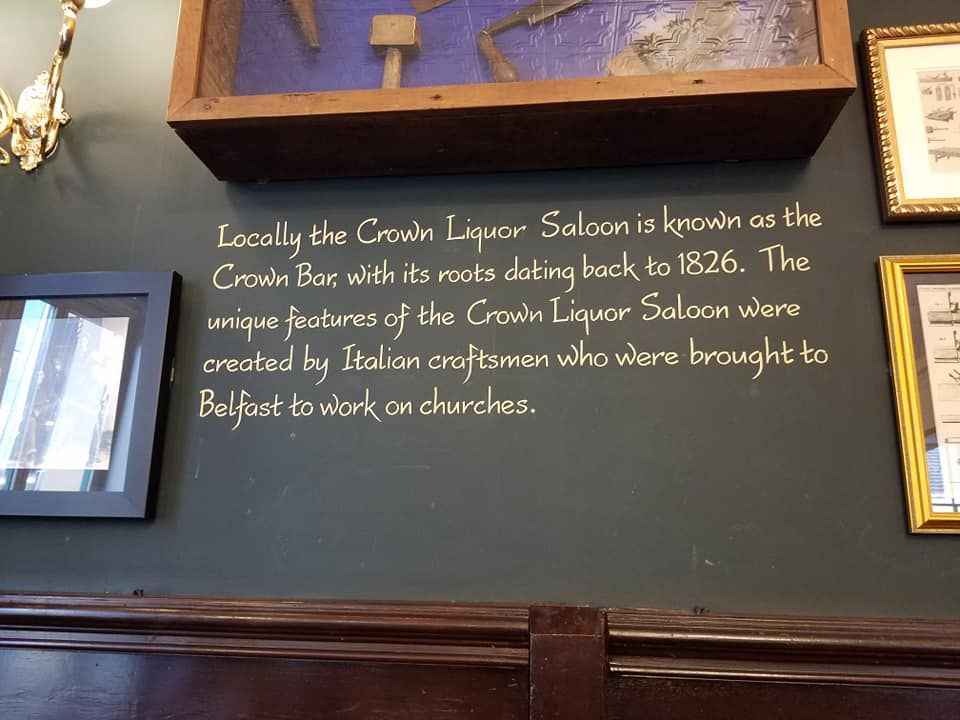 Locally the Crown Liquor Saloon is known as the
Crown Bar, with its roots dating back to 1826. The
unique features of the Crown Liquor Saloon were
created by Italian craftsmen who were brought to
Belfast to work on churches.